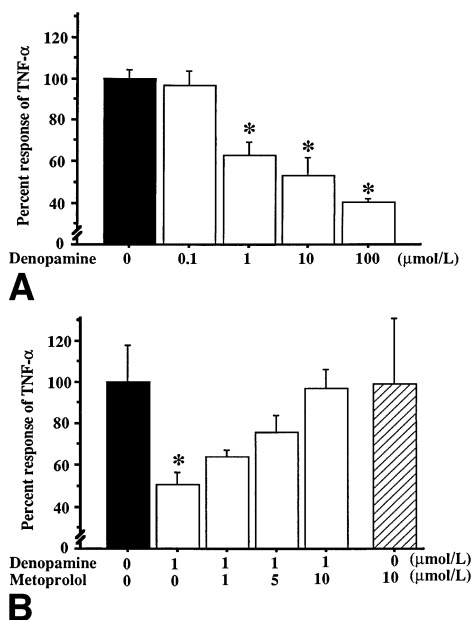 120
100
80
60
40
0
Percent response of TNF-α
*
*
*
Denopamine 0 0.1 1 10 100 (μmol/L)
A
120
100
80
60
40
0
Percent response of TNF-α
*
Denopamine 0 1 1 1 1 0 (μmol/L)
Metoprolol 0 0 1 5 10 10 (μmol/L)
B